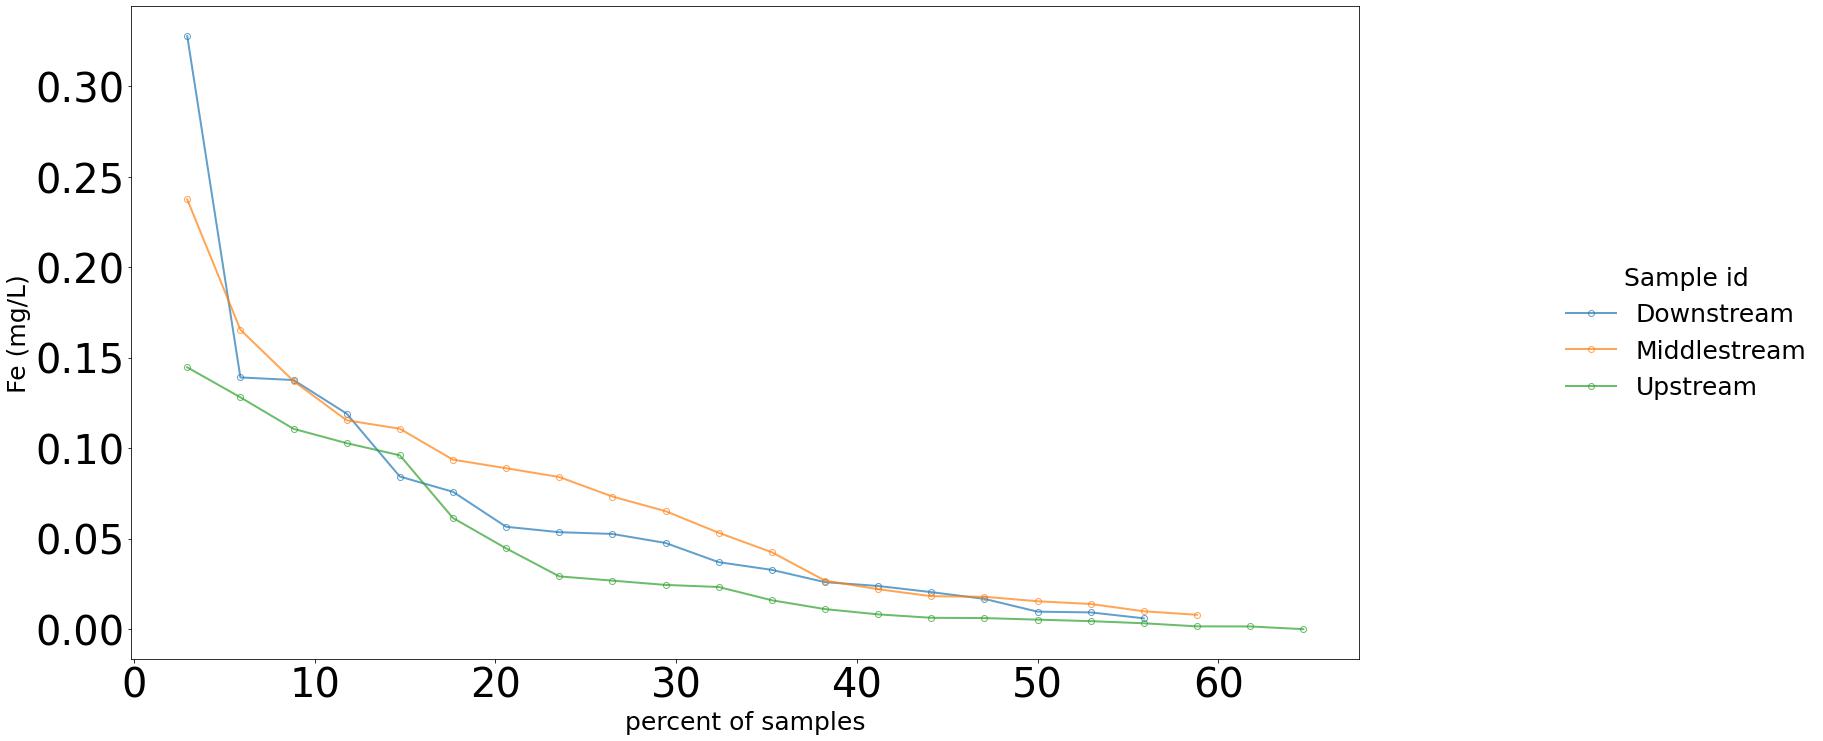 0.30
0.25
0.20
0.15
0.10
0.05
0.00
Fe (mg/L)
0 10 20 30 40 50 60
percent of samples
Sample id
Downstream
Middlestream
Upstream